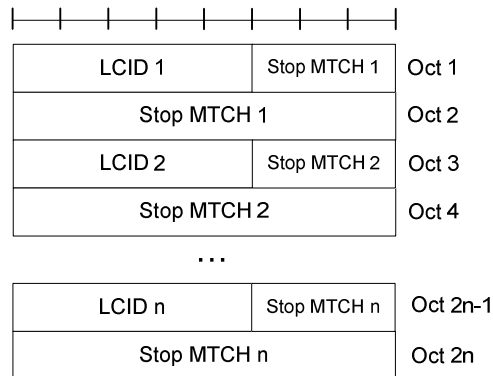 LCID 1 Stop MTCH 1 Oct 1
Stop MTCH 1 Oct 2
LCID 2 Stop MTCH 2 Oct 3
Stop MTCH 2 Oct 4
...
LCID n Stop MTCH n Oct 2n-1
Stop MTCH n Oct 2n